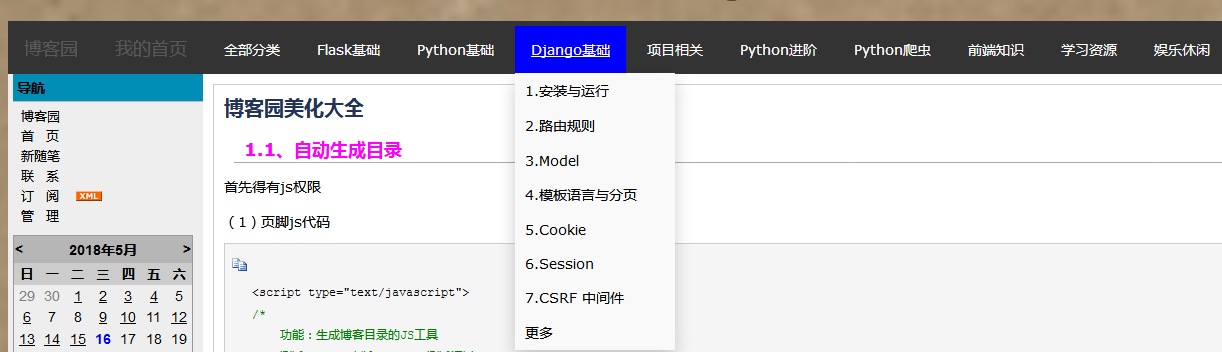 博客园 我的首页 全部分类 Flask基础 Python基础 Django基础 项目相关 Python进阶 Python爬虫 前端知识 学习资源 娱乐休闲
1.安装与运行
2.路由规则
3.Model
4.模板语言与分页
5.Cookie
6.Session
7.CSRF 中间件
更多
导航
博客园
首 页
新随笔
联 系
订 阅 XML
管 理
< 2018年5月 >
日 一 二 三 四 五 六
29 30 1 2 3 4 5
6 7 8 9 10 11 12
13 14 15 16 17 18 19
博客园美化大全
1.1、自动生成目录
首先得有js权限
（1）页脚js代码
<script type="text/javascript">
/*
功能：生成博客目录的JS工具